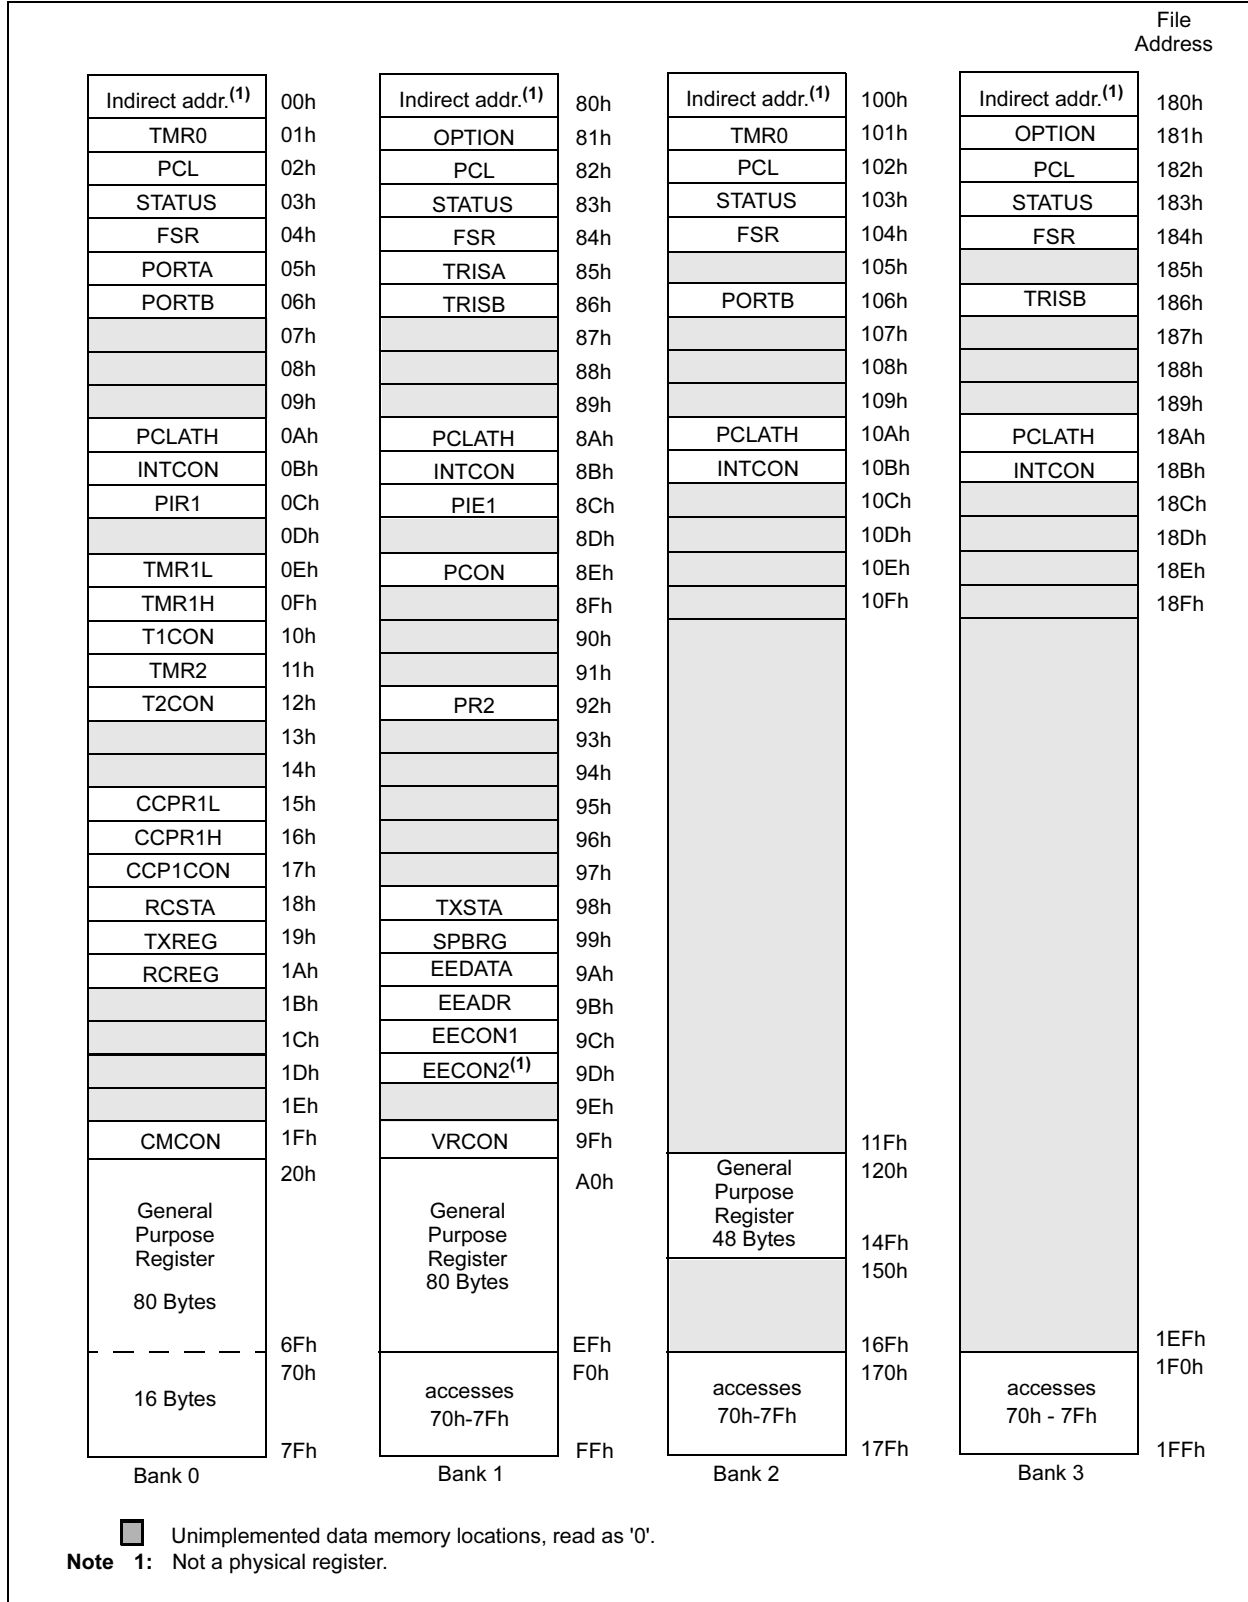 File
Address
Indirect addr.(1) 00h Indirect addr.(1) 80h Indirect addr.(1) 100h Indirect addr.(1) 180h
TMR0 01h OPTION 81h TMR0 101h OPTION 181h
PCL 02h PCL 82h PCL 102h PCL 182h
STATUS 03h STATUS 83h STATUS 103h STATUS 183h
FSR 04h FSR 84h FSR 104h FSR 184h
PORTA 05h TRISA 85h 105h 185h
PORTB 06h TRISB 86h PORTB 106h TRISB 186h
07h 87h 107h 187h
08h 88h 108h 188h
09h 89h 109h 189h
PCLATH 0Ah PCLATH 8Ah PCLATH 10Ah PCLATH 18Ah
INTCON 0Bh INTCON 8Bh INTCON 10Bh INTCON 18Bh
PIR1 0Ch PIE1 8Ch 10Ch 18Ch
0Dh 8Dh 10Dh 18Dh
TMR1L 0Eh PCON 8Eh 10Eh 18Eh
TMR1H 0Fh 8Fh 10Fh 18Fh
T1CON 10h 90h
TMR2 11h 91h
T2CON 12h PR2 92h
13h 93h
14h 94h
CCPR1L 15h 95h
CCPR1H 16h 96h
CCP1CON 17h 97h
RCSTA 18h TXSTA 98h
TXREG 19h SPBRG 99h
RCREG 1Ah EEDATA 9Ah
1Bh EEADR 9Bh
1Ch EECON1 9Ch
1Dh EECON2(1) 9Dh
1Eh 9Eh
CMCON 1Fh VRCON 9Fh 11Fh
20h A0h General 120h
General General Purpose
Purpose Purpose Register
Register Register 48 Bytes 14Fh
80 Bytes 80 Bytes 150h
6Fh EFh 16Fh 1EFh
70h F0h 170h 1F0h
16 Bytes accesses accesses accesses
70h-7Fh 70h-7Fh 70h - 7Fh
7Fh FFh 17Fh 1FFh
Bank 0 Bank 1 Bank 2 Bank 3
Unimplemented data memory locations, read as '0'.
Note 1: Not a physical register.